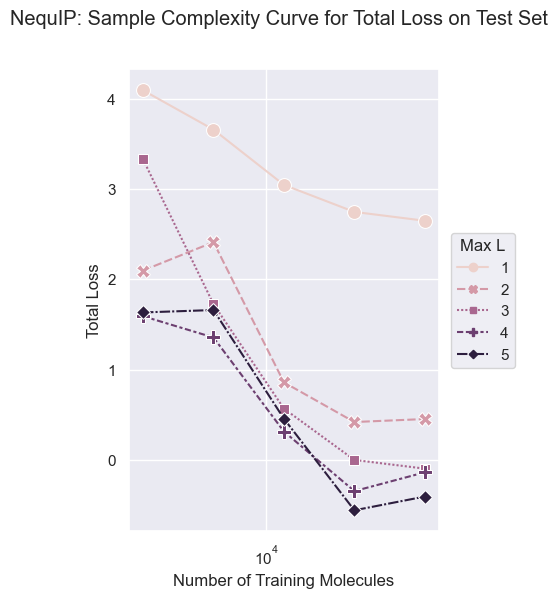 NequIP: Sample Complexity Curve for Total Loss on Test Set
4
3
2
1
0
Total Loss
10^4
Number of Training Molecules
Max L
1
2
3
4
5